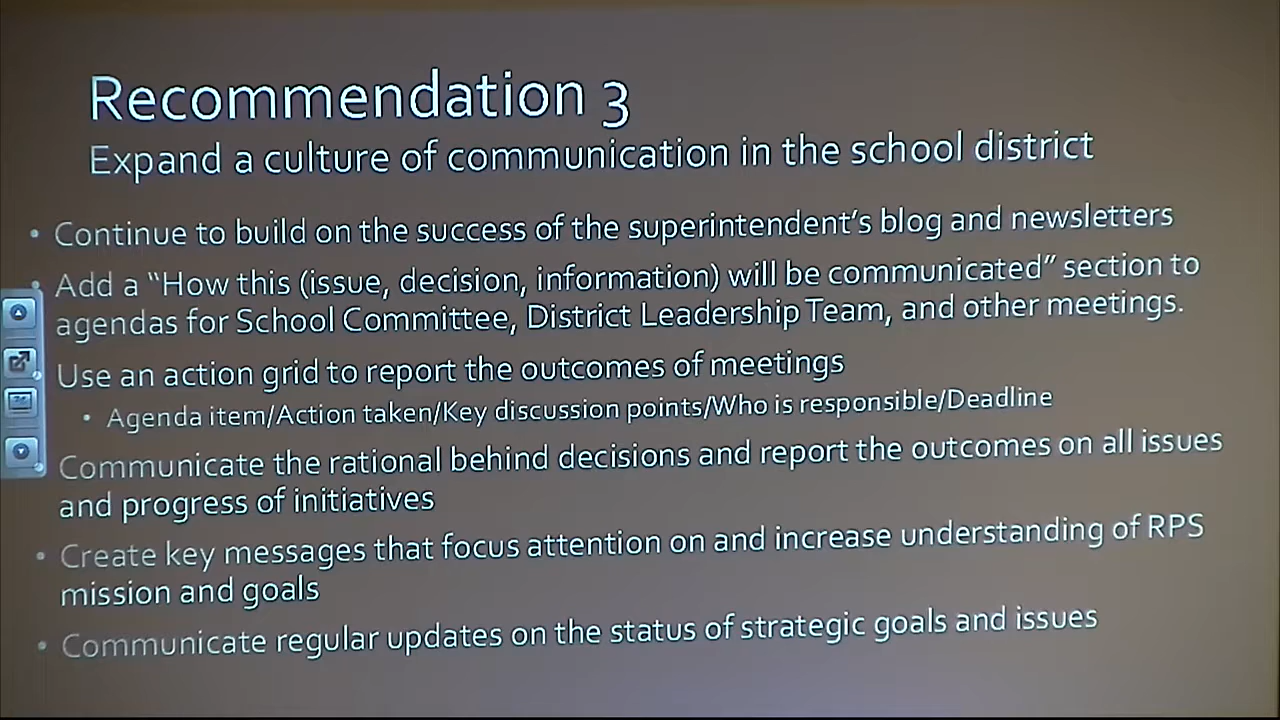 Recommendation 3
Expand a culture of communication in the school district
• Continue to build on the success of the superintendent's blog and newsletters
• Add a "How this (issue, decision, information) will be communicated" section to
agendas for School Committee, District Leadership Team, and other meetings.
Use an action grid to report the outcomes of meetings
• Agenda item/Action taken/Key discussion points/Who is responsible/Deadline
Communicate the rational behind decisions and report the outcomes on all issues
and progress of initiatives
• Create key messages that focus attention on and increase understanding of RPS
mission and goals
• Communicate regular updates on the status of strategic goals and issues